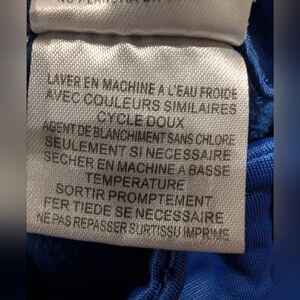 LAVER EN MACHINE A L'EAU FROIDE
AVEC COULEURS SIMILAIRES
CYCLE DOUX
AGENT DE BLANCHIMENT SANS CHLORE
SEULEMENT SI NECESSAIRE
SECHER EN MACHINE A BASSE
TEMPERATURE
SORTIR PROMPTEMENT
FER TIEDE SE NECESSAIRE
NE PAS REPASSER SURTISSU IMPRIME